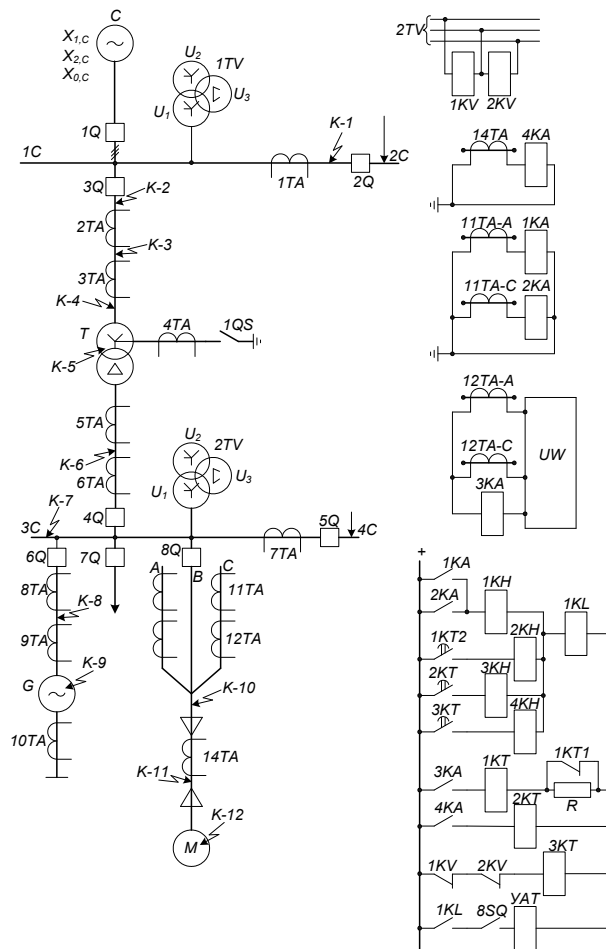 C
X1,C
X2,C
X0,C
U2
1TV
U1
U3
1Q
K-1
1C
2C
1TA
2Q
3Q
K-2
2TA
K-3
3TA
K-4
T
4TA
1QS
K-5
5TA
K-6
6TA
U2
2TV
U1
U3
K-7
4Q
3C
5Q
4C
7TA
6Q
7Q
8Q
A
B
C
8TA
11TA
K-8
9TA
12TA
G
K-9
K-10
10TA
14TA
K-11
K-12
M
2TV
1KV
2KV
14TA
4KA
11TA-A
1KA
11TA-C
2KA
12TA-A
12TA-C
UW
3KA
+
1KA
1KH
2KA
1KL
2KH
1KT2
3KH
2KT
4KH
3KT
1KT1
3KA
1KT
R
4KA
2KT
3KT
1KV
2KV
УАТ
1KL
8SQ